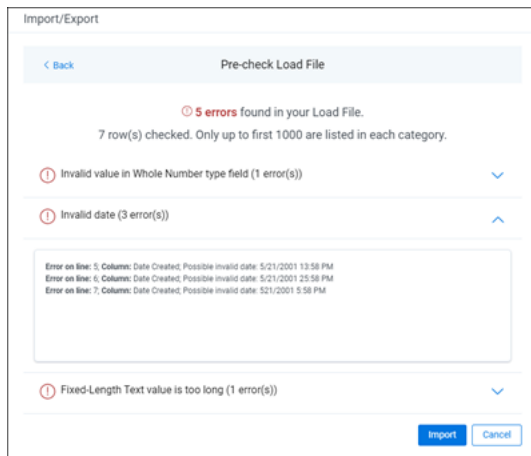 Import/Export
Back
Pre-check Load File
5 errors found in your Load File.
7 row(s) checked. Only up to first 1000 are listed in each category.
Invalid value in Whole Number type field (1 error(s))
Invalid date (3 error(s))
Error on line: 5; Column: Date Created; Possible invalid date: 5/21/2001 13:58 PM
Error on line: 6; Column: Date Created; Possible invalid date: 5/21/2001 25:58 PM
Error on line: 7; Column: Date Created; Possible invalid date: 521/2001 5:58 PM
Fixed-Length Text value is too long (1 error(s))
Import Cancel